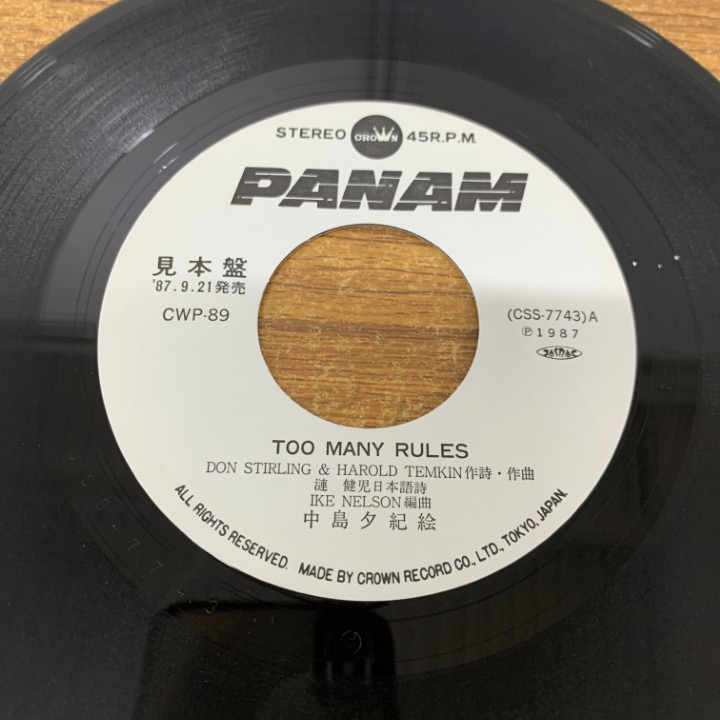 STEREO CROWN 45R.P.M.
PANAM
見本盤
'87.9.21発売
CWP-89
(CSS-7743)A
Ⓟ1987
JASRAC
TOO MANY RULES
DON STIRLING & HAROLD TEMKIN作詩・作曲
漣 健児日本語詩
IKE NELSON編曲
中島夕紀絵
ALL RIGHTS RESERVED. MADE BY CROWN RECORD CO., LTD., TOKYO, JAPAN.